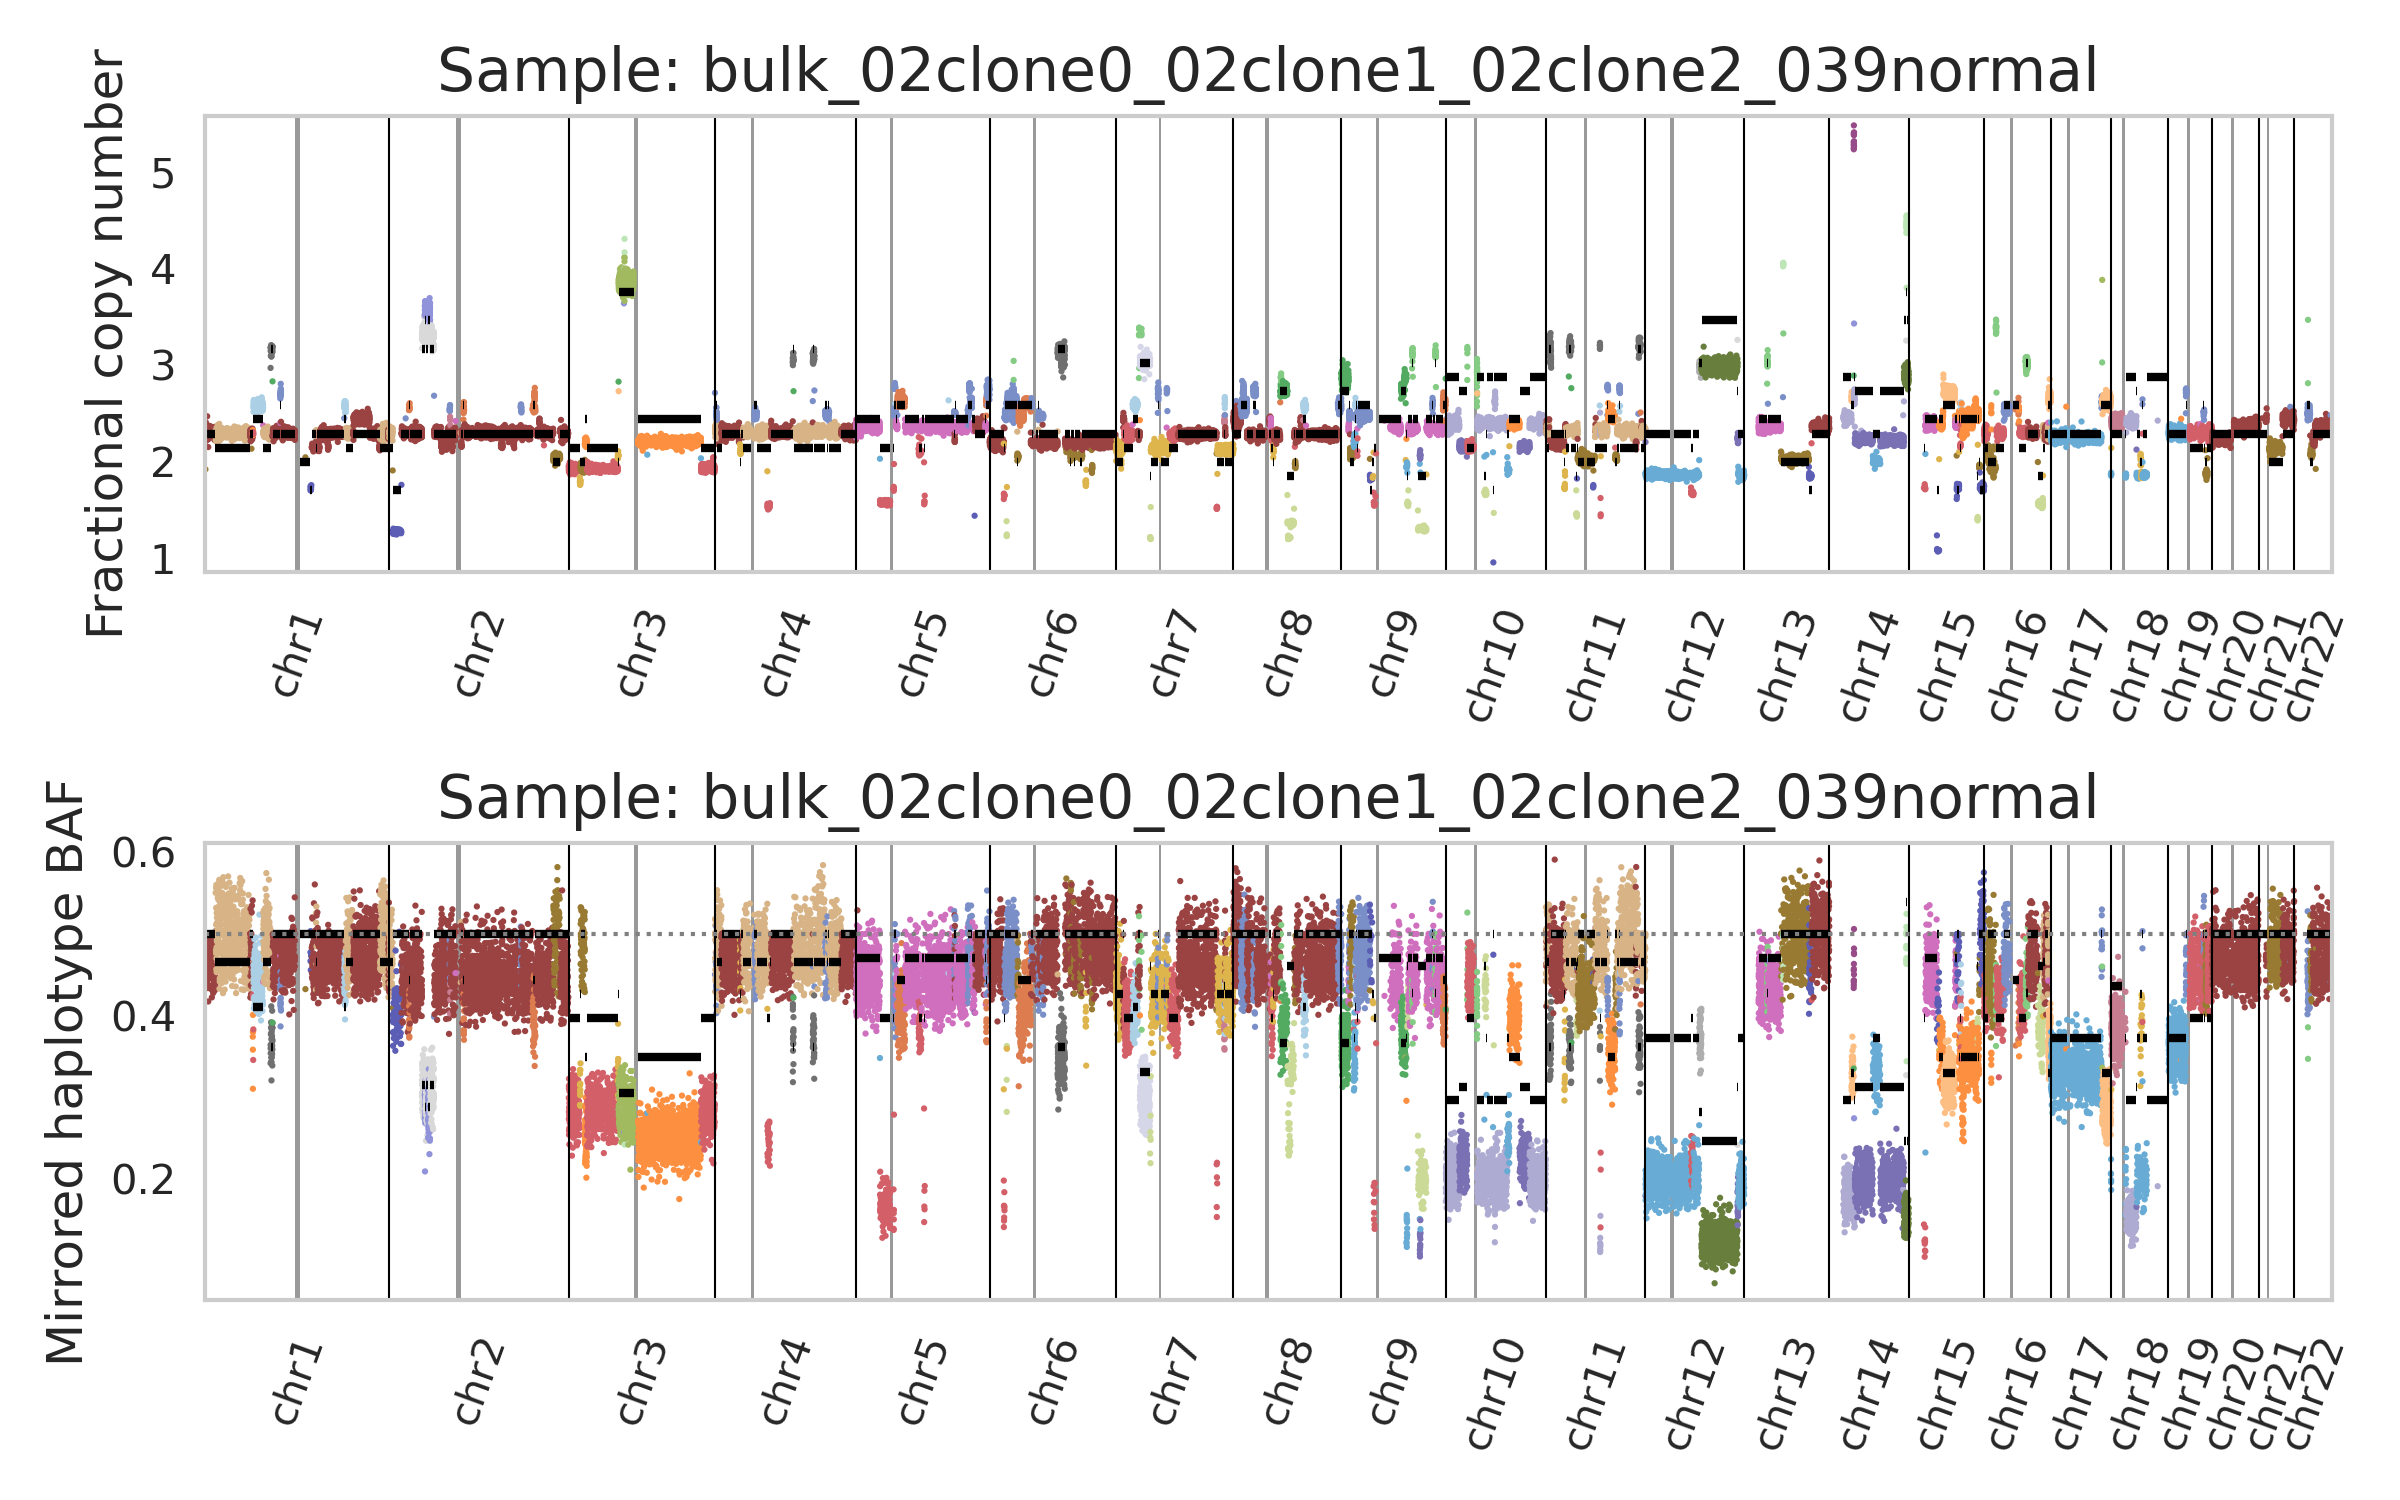 Sample: bulk_02clone0_02clone1_02clone2_039normal
Fractional copy number
5
4
3
2
1
chr1
chr2
chr3
chr4
chr5
chr6
chr7
chr8
chr9
chr10
chr11
chr12
chr13
chr14
chr15
chr16
chr17
chr18
chr19
chr20
chr21
chr22
Sample: bulk_02clone0_02clone1_02clone2_039normal
Mirrored haplotype BAF
0.6
0.4
0.2
chr1
chr2
chr3
chr4
chr5
chr6
chr7
chr8
chr9
chr10
chr11
chr12
chr13
chr14
chr15
chr16
chr17
chr18
chr19
chr20
chr21
chr22